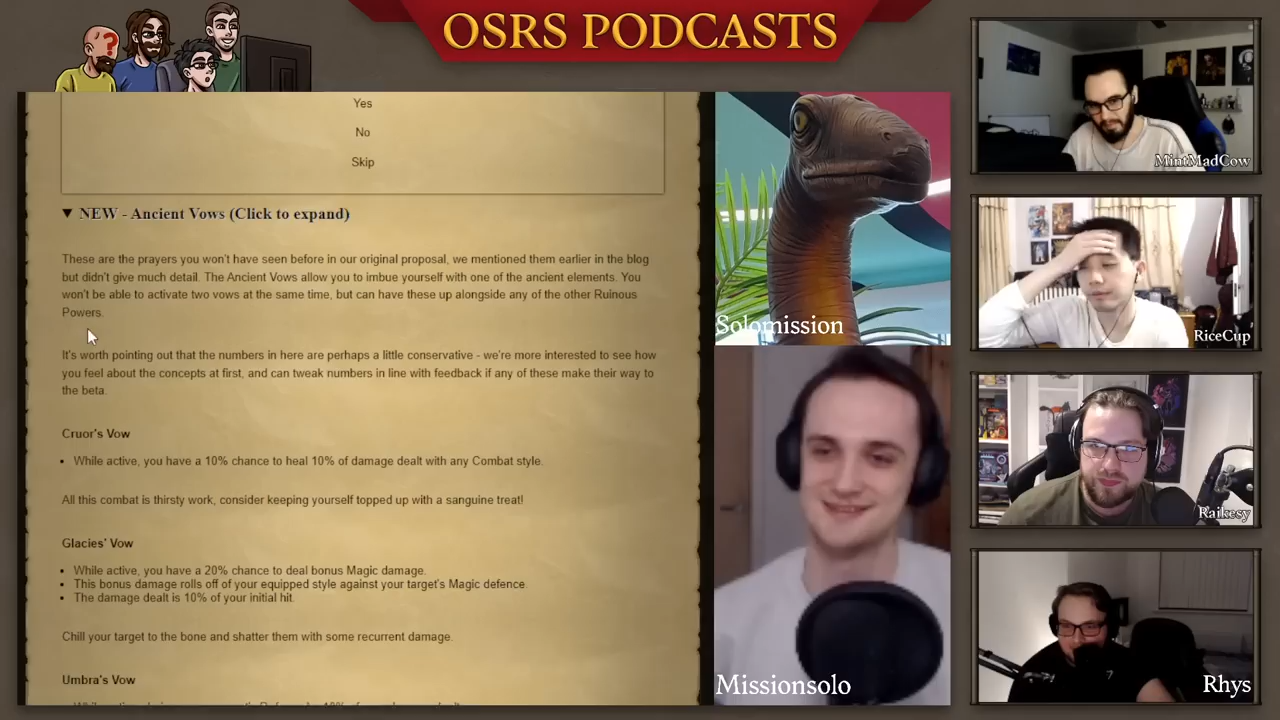 OSRS PODCASTS
Yes
No
Skip
▼ NEW - Ancient Vows (Click to expand)
These are the prayers you won't have seen before in our original proposal, we mentioned them earlier in the blog
but didn't give much detail. The Ancient Vows allow you to imbue yourself with one of the ancient elements. You
won't be able to activate two vows at the same time, but can have these up alongside any of the other Ruinous
Powers.
It's worth pointing out that the numbers in here are perhaps a little conservative - we're more interested to see how
you feel about the concepts at first, and can tweak numbers in line with feedback if any of these make their way to
the beta.
Cruor's Vow
• While active, you have a 10% chance to heal 10% of damage dealt with any Combat style.
All this combat is thirsty work, consider keeping yourself topped up with a sanguine treat!
Glacies' Vow
• While active, you have a 20% chance to deal bonus Magic damage.
• This bonus damage rolls off of your equipped style against your target's Magic defence.
• The damage dealt is 10% of your initial hit.
Chill your target to the bone and shatter them with some recurrent damage.
Umbra's Vow
Solomission
Missionsolo
MintMadCow
RiceCup
Raikesy
Rhys